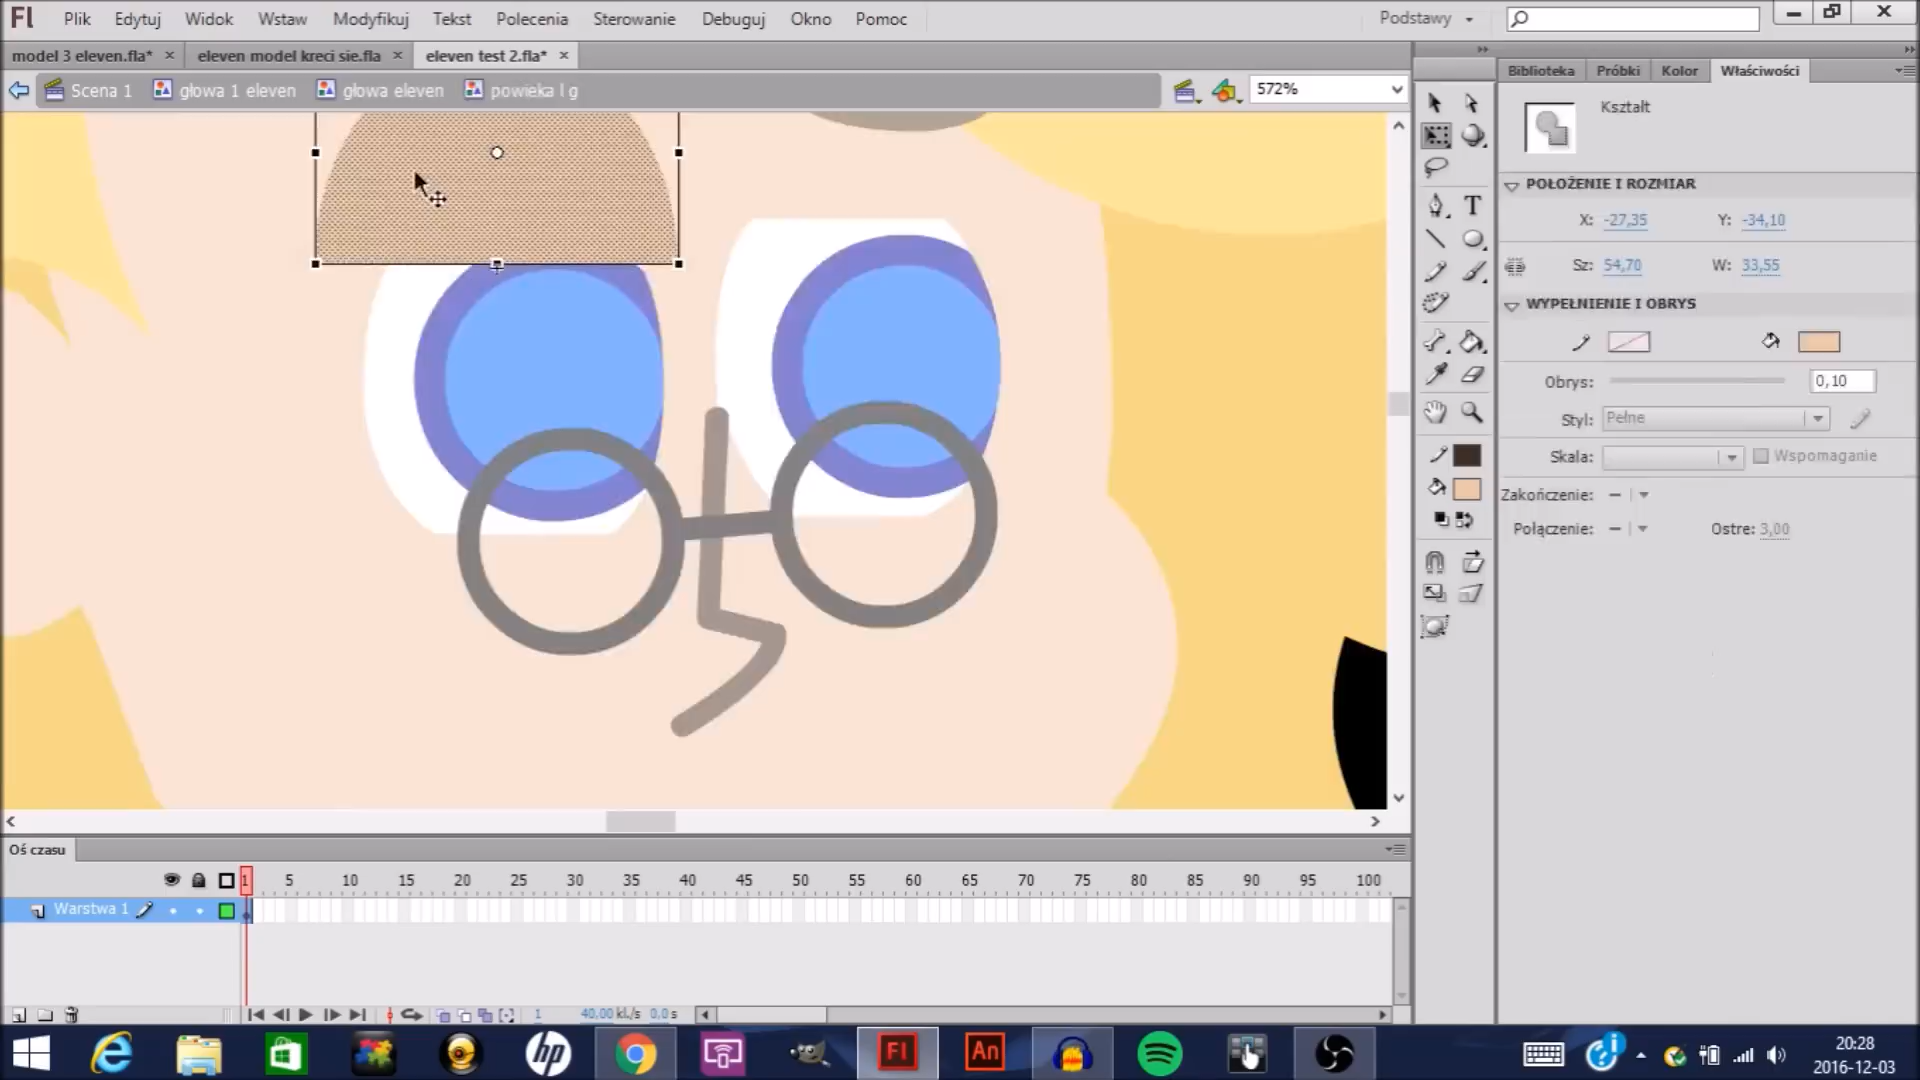 Fl Plik Edytuj Widok Wstaw Modyfikuj Tekst Polecenia Sterowanie Debuguj Okno Pomoc Podstawy
model 3 eleven.fla* × eleven model kreci sie.fla × eleven test 2.fla* ×
Scena 1 głowa 1 eleven głowa eleven powieka l g 572%
Biblioteka Próbki Kolor Właściwości
Kształt
POŁOŻENIE I ROZMIAR
X: -27,35 Y: -34,10
Sz: 54,70 W: 33,55
WYPEŁNIENIE I OBRYS
Obrys: 0,10
Styl: Pełne
Skala: Wspomaganie
Zakończenie: –
Połączenie: – Ostre: 3,00
T
Oś czasu
1 5 10 15 20 25 30 35 40 45 50 55 60 65 70 75 80 85 90 95 100
Warstwa 1
1 40,00 kl./s 0,0 s
hp Fl An
20:28
2016-12-03